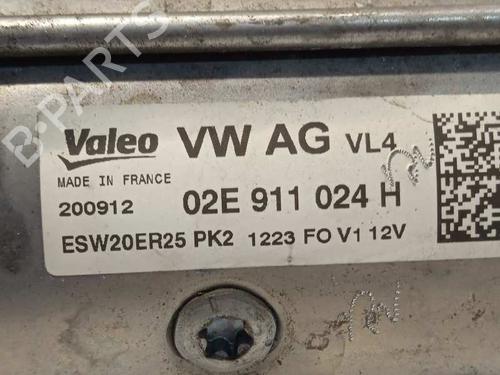 B-PARTS
Valeo VW AG VL4
MADE IN FRANCE
200912 02E 911 024 H
ESW20ER25 PK2 1223 FO V1 12V